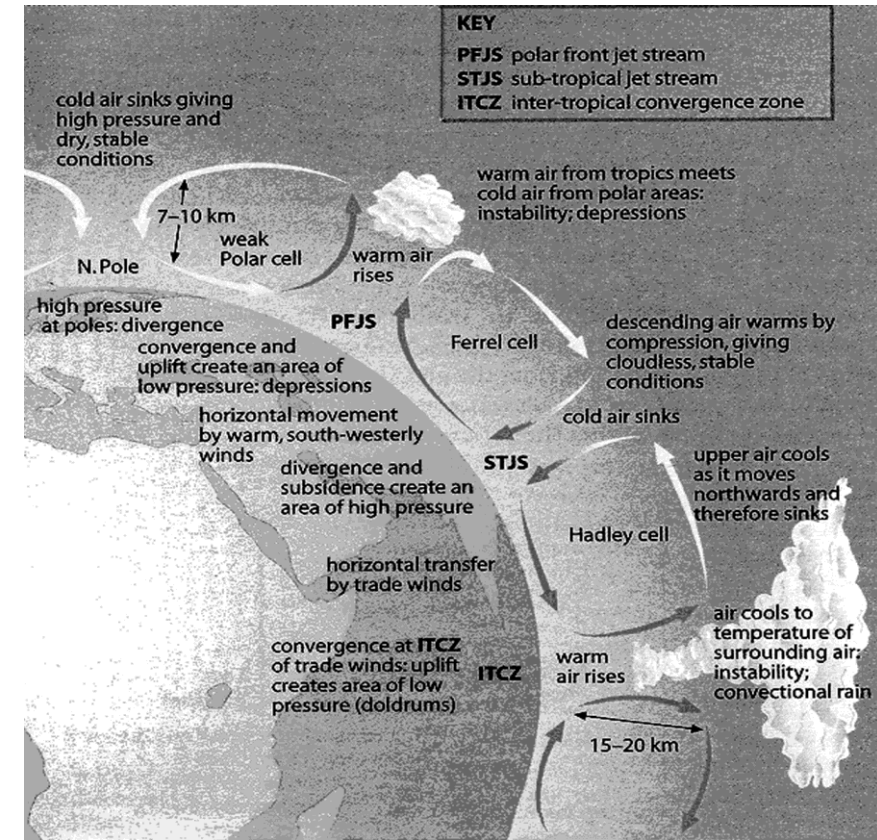 KEY
PFJS polar front jet stream
STJS sub-tropical jet stream
ITCZ inter-tropical convergence zone
cold air sinks giving
high pressure and
dry, stable
conditions
warm air from tropics meets
cold air from polar areas:
instability; depressions
7–10 km
weak
Polar cell
N. Pole
warm air
rises
high pressure
at poles: divergence
PFJS
convergence and
uplift create an area of
low pressure: depressions
Ferrel cell
descending air warms by
compression, giving
cloudless, stable
conditions
horizontal movement
by warm, south-westerly
winds
cold air sinks
STJS
divergence and
subsidence create an
area of high pressure
upper air cools
as it moves
northwards and
therefore sinks
Hadley cell
horizontal transfer
by trade winds
convergence at ITCZ
of trade winds: uplift
creates area of low
pressure (doldrums)
ITCZ
warm
air rises
air cools to
temperature of
surrounding air:
instability;
convectional rain
15–20 km